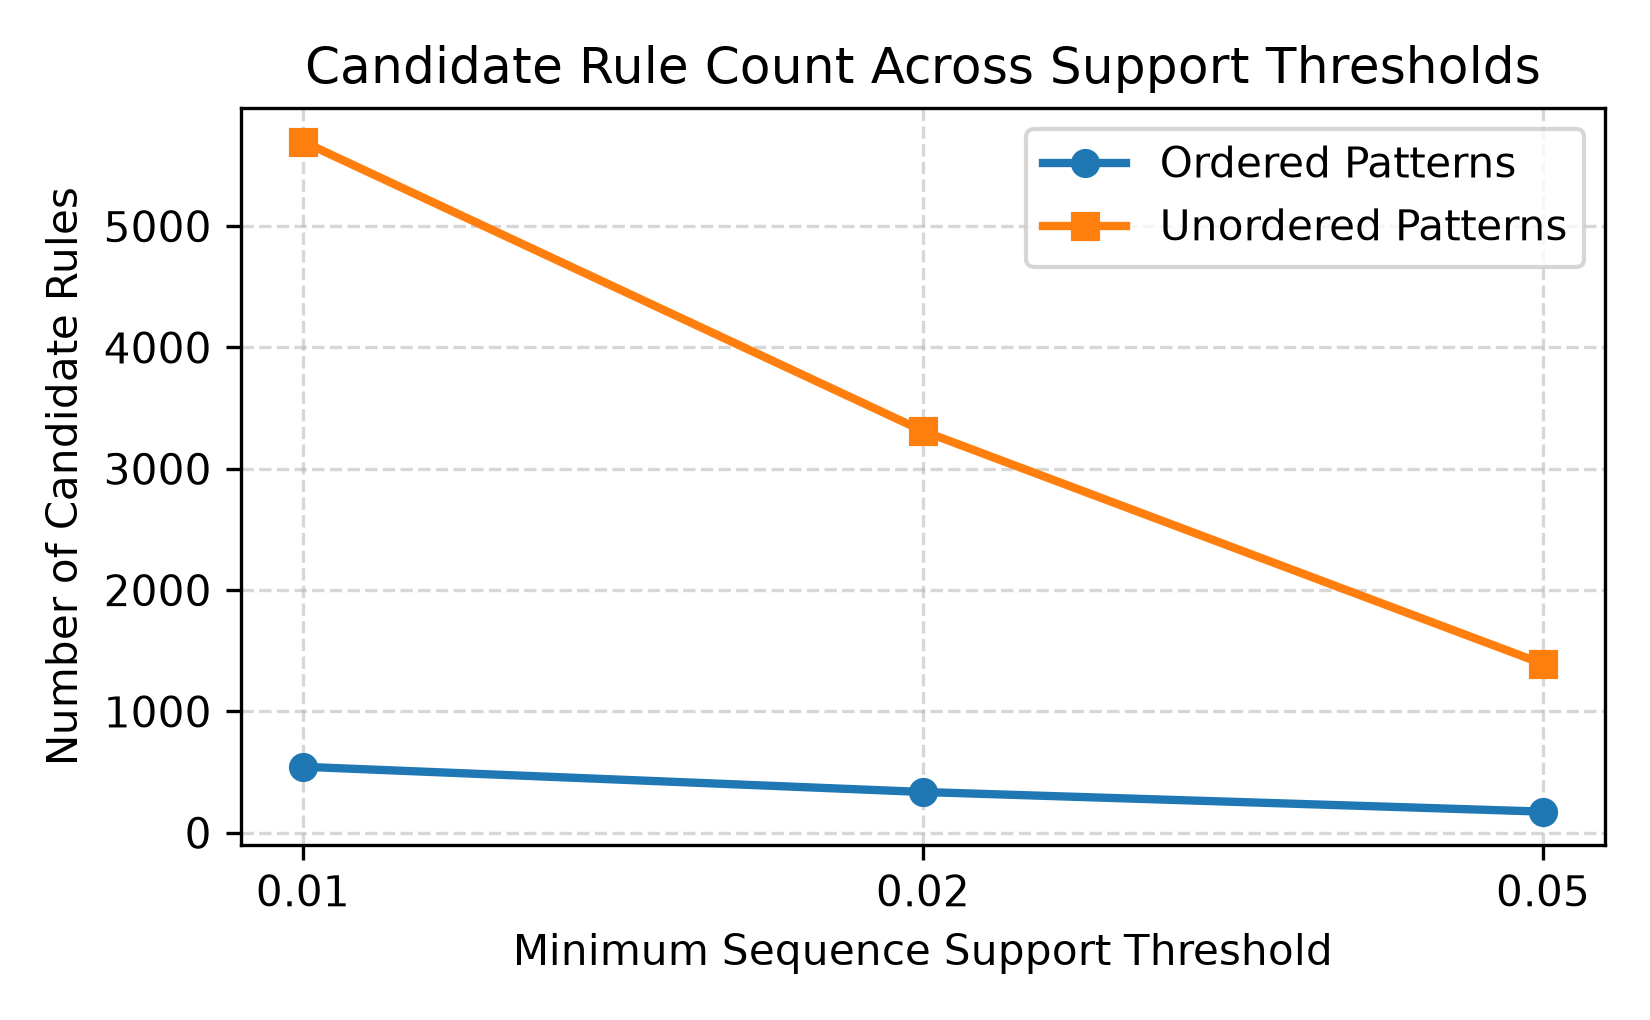 Candidate Rule Count Across Support Thresholds
Ordered Patterns
Unordered Patterns
Number of Candidate Rules
5000
4000
3000
2000
1000
0
0.01 0.02 0.05
Minimum Sequence Support Threshold